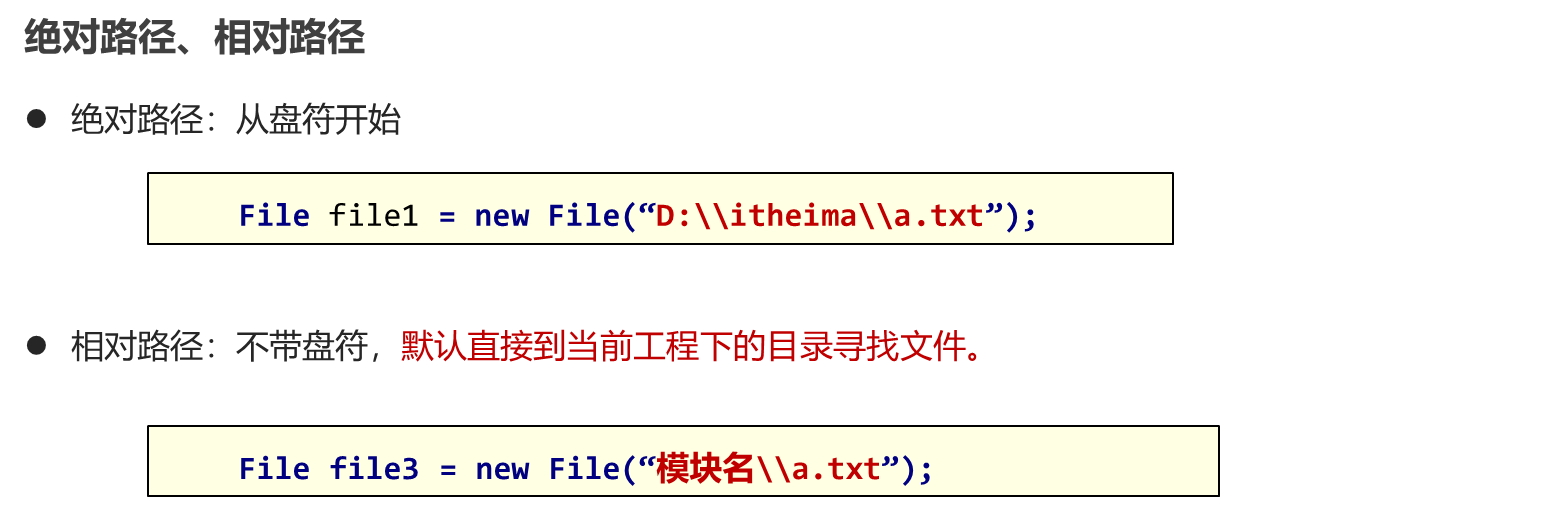 绝对路径、相对路径
● 绝对路径：从盘符开始
File file1 = new File(“D:\\itheima\\a.txt”);
● 相对路径：不带盘符，默认直接到当前工程下的目录寻找文件。
File file3 = new File(“模块名\\a.txt”);